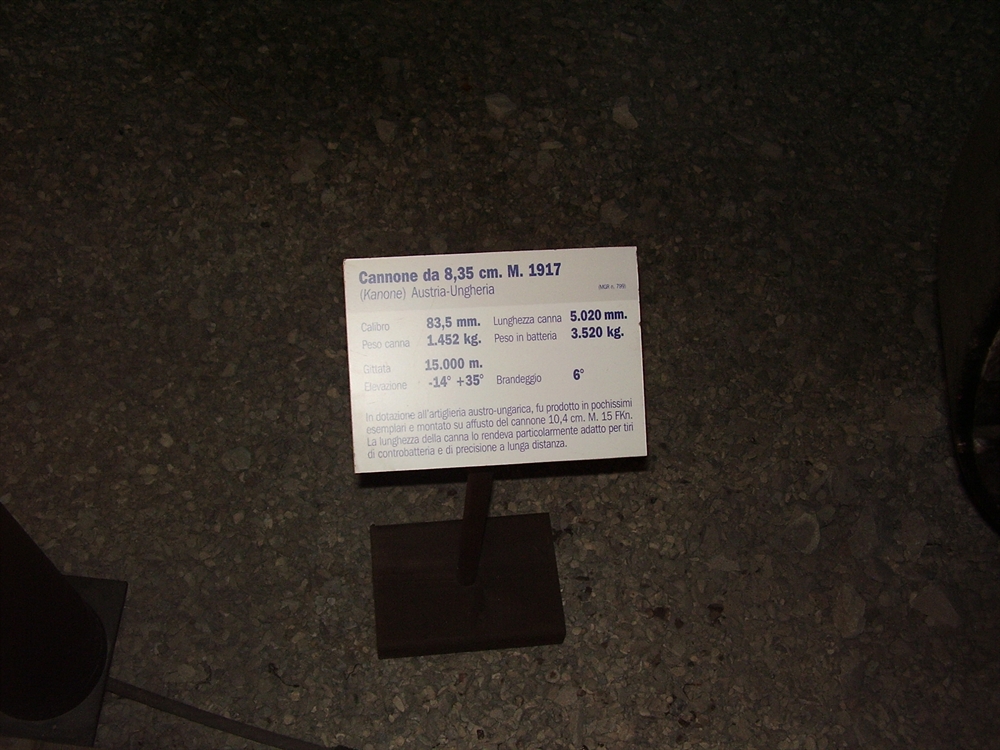 Cannone da 8,35 cm. M. 1917
(Kanone) Austria-Ungheria
Calibro 83,5 mm. Lunghezza canna 5.020 mm.
Peso canna 1.452 kg. Peso in batteria 3.520 kg.
Gittata 15.000 m.
Elevazione -14° +35° Brandeggio 6°
In dotazione all'artiglieria austro-ungarica, fu prodotto in pochissimi
esemplari e montato su affusto del cannone 10,4 cm. M. 15 FKn.
La lunghezza della canna lo rendeva particolarmente adatto per tiri
di controbatteria e di precisione a lunga distanza.